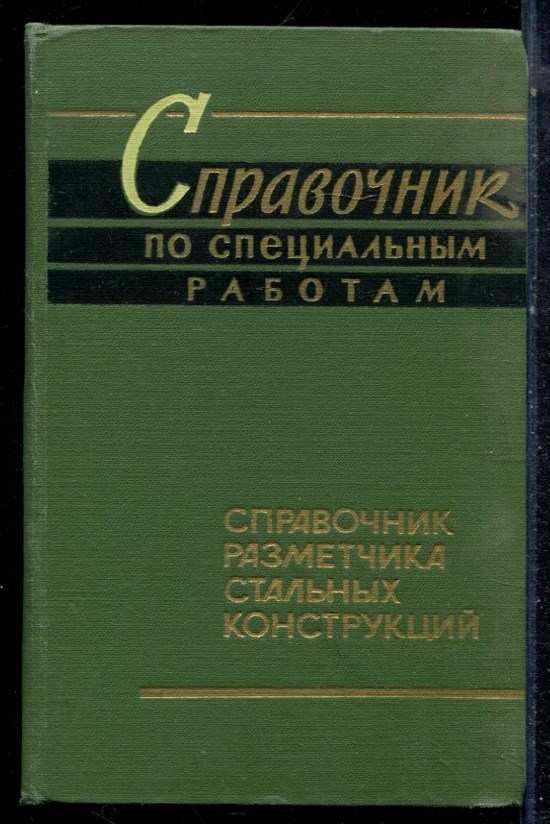 Справочник
ПО СПЕЦИАЛЬНЫМ
РАБОТАМ
СПРАВОЧНИК
РАЗМЕТЧИКА
СТАЛЬНЫХ
КОНСТРУКЦИЙ